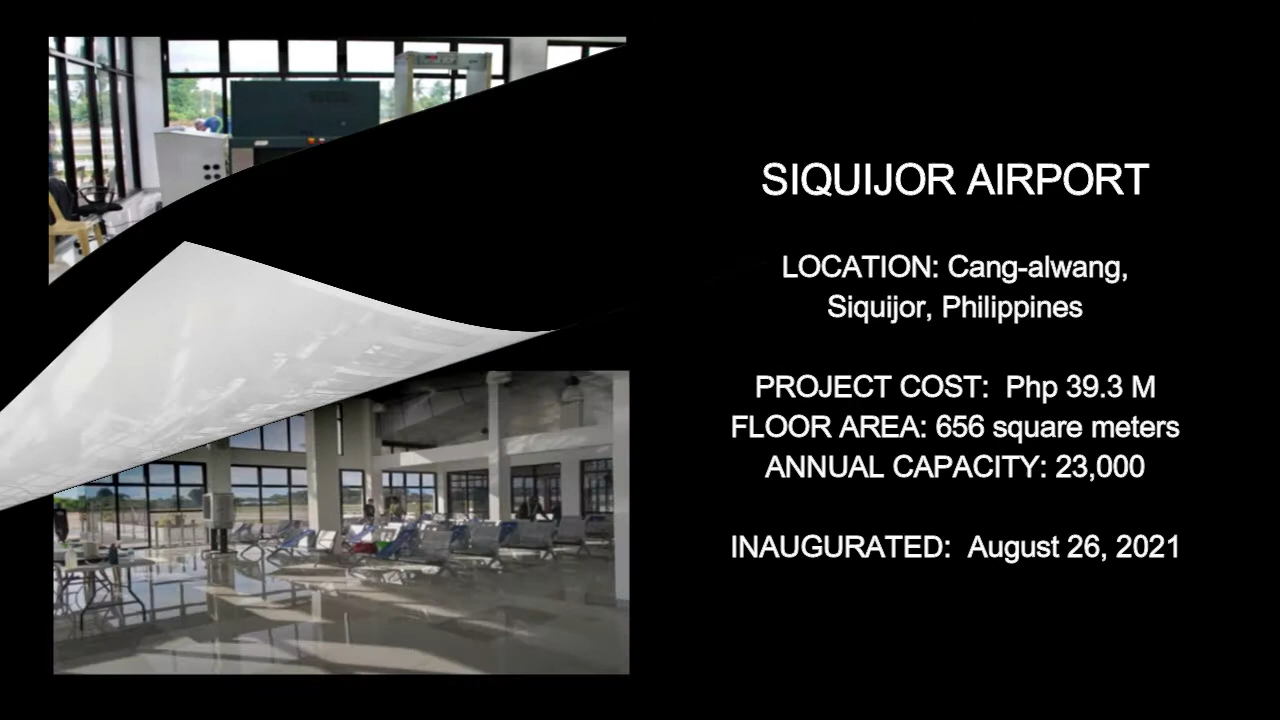 SIQUIJOR AIRPORT
LOCATION: Cang-alwang,
Siquijor, Philippines
PROJECT COST:  Php 39.3 M
FLOOR AREA: 656 square meters
ANNUAL CAPACITY: 23,000
INAUGURATED:  August 26, 2021